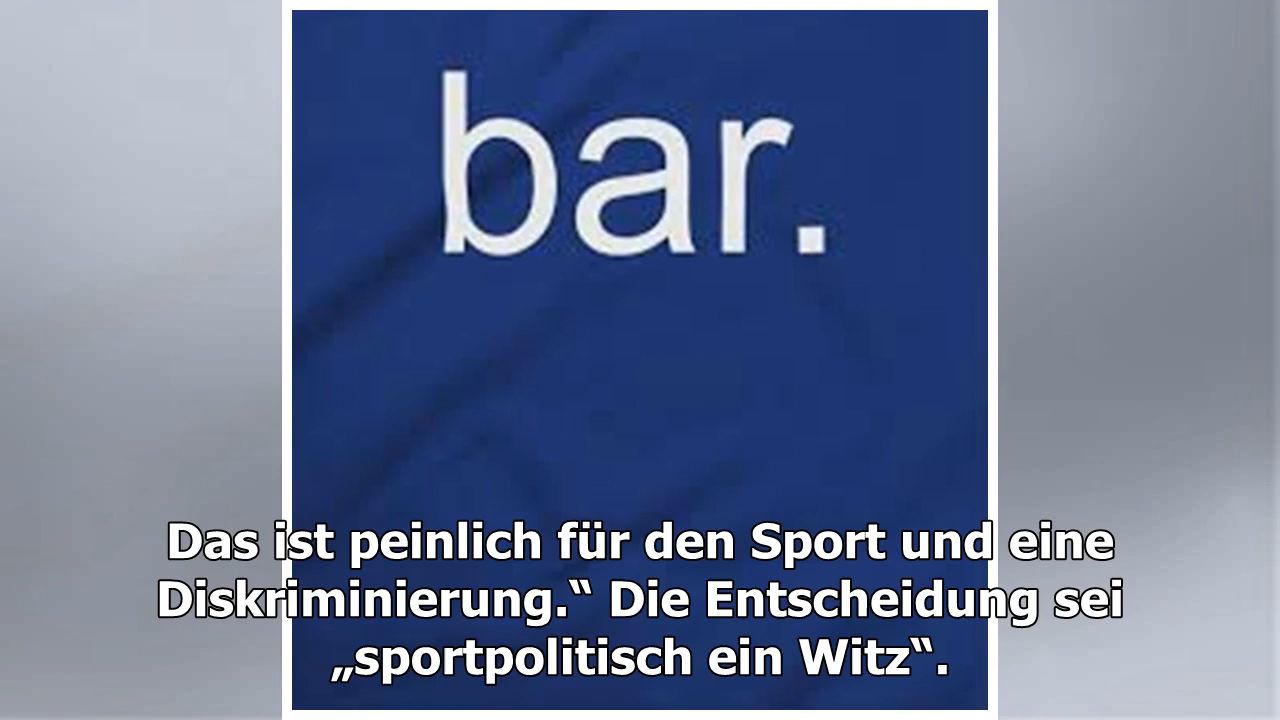 bar.
Das ist peinlich für den Sport und eine
Diskriminierung.“ Die Entscheidung sei
„sportpolitisch ein Witz“.